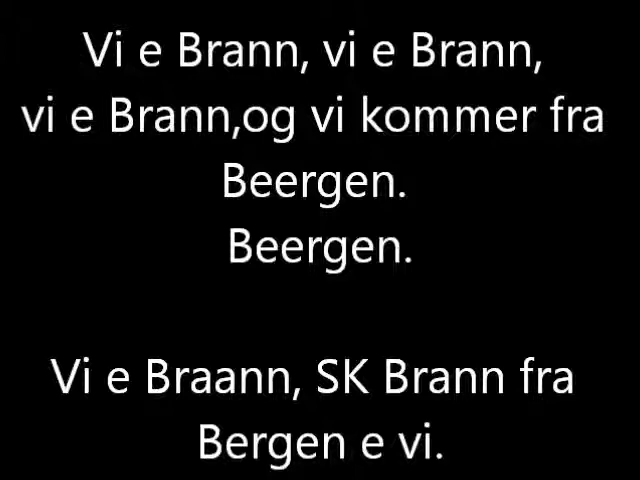 Vi e Brann, vi e Brann,
vi e Brann,og vi kommer fra
Beergen.
Beergen.
Vi e Braann, SK Brann fra
Bergen e vi.